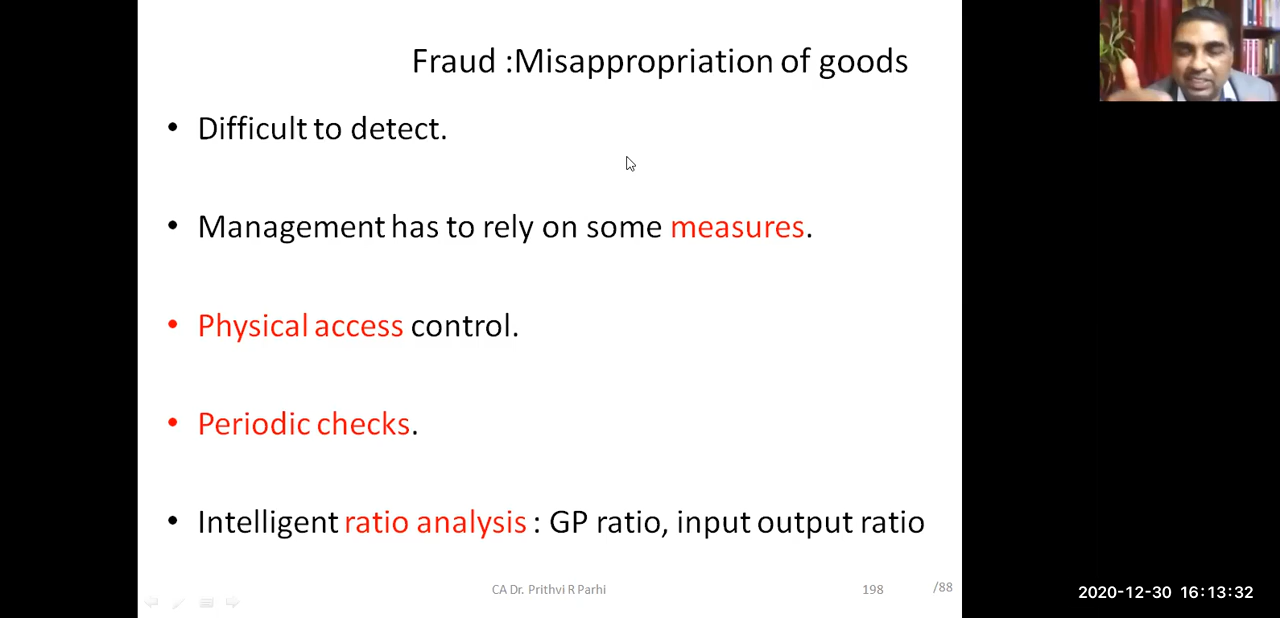 Fraud :Misappropriation of goods
• Difficult to detect.
• Management has to rely on some measures.
• Physical access control.
• Periodic checks.
• Intelligent ratio analysis : GP ratio, input output ratio
CA Dr. Prithvi R Parhi
198
/88
2020-12-30 16:13:32